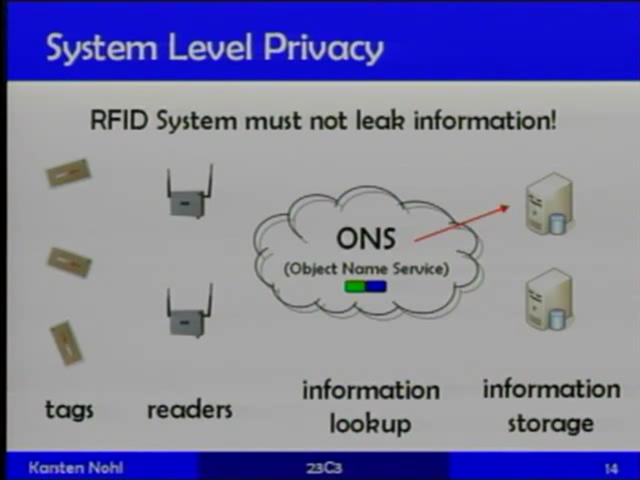 System Level Privacy
RFID System must not leak information!
ONS
(Object Name Service)
tags
readers
information
lookup
information
storage
Karsten Nohl
23C3
14